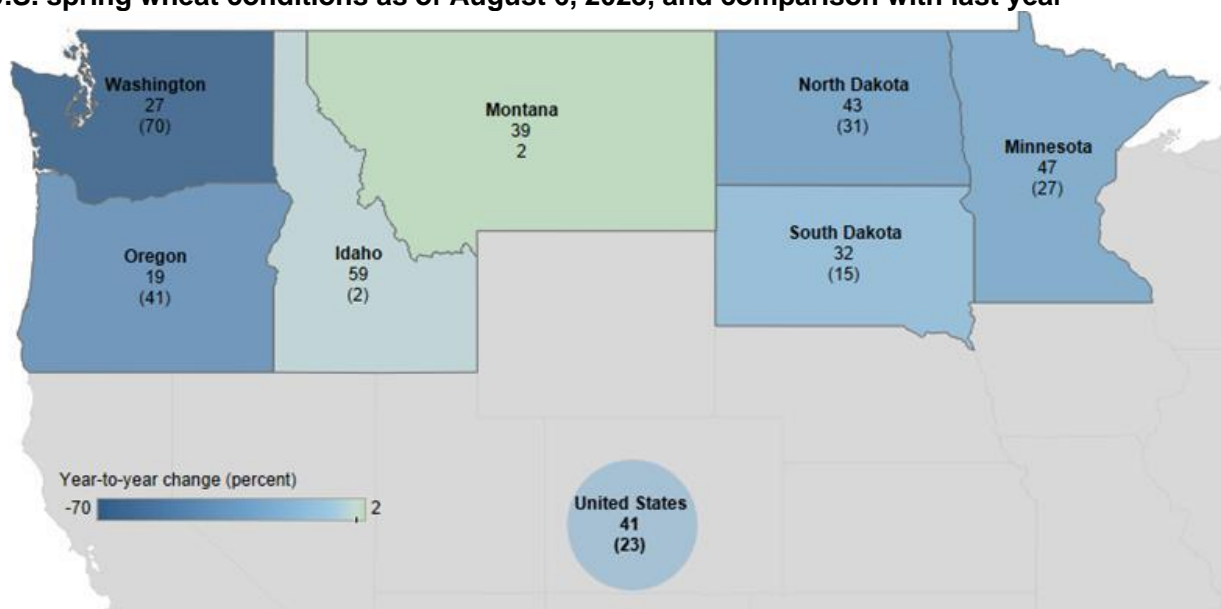 U.S. spring wheat conditions as of August 6, 2023, and comparison with last year
Washington
27
(70)
Montana
39
2
North Dakota
43
(31)
Minnesota
47
(27)
Oregon
19
(41)
Idaho
59
(2)
South Dakota
32
(15)
Year-to-year change (percent)
-70 2
United States
41
(23)